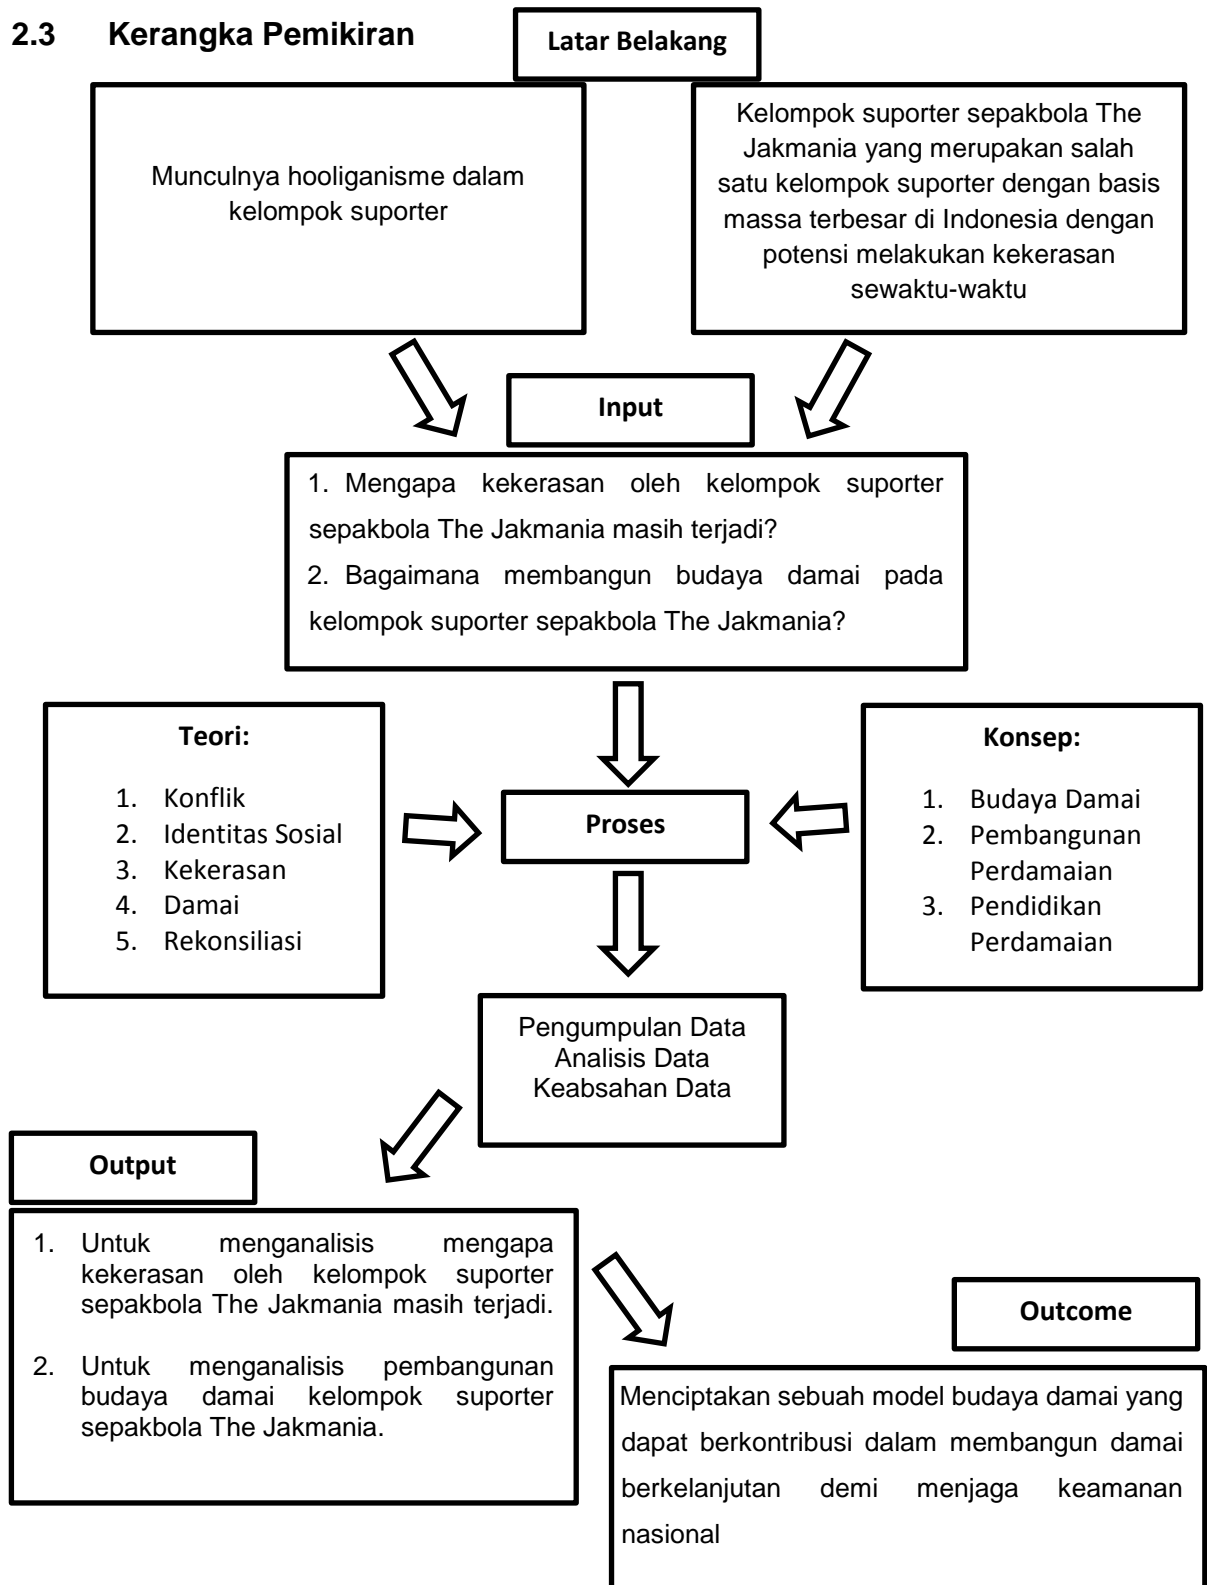 2.3 Kerangka Pemikiran
Latar Belakang
Munculnya hooliganisme dalam
kelompok suporter
Kelompok suporter sepakbola The
Jakmania yang merupakan salah
satu kelompok suporter dengan basis
massa terbesar di Indonesia dengan
potensi melakukan kekerasan
sewaktu-waktu
Input
1. Mengapa kekerasan oleh kelompok suporter
sepakbola The Jakmania masih terjadi?
2. Bagaimana membangun budaya damai pada
kelompok suporter sepakbola The Jakmania?
Teori:
1. Konflik
2. Identitas Sosial
3. Kekerasan
4. Damai
5. Rekonsiliasi
Proses
Konsep:
1. Budaya Damai
2. Pembangunan
Perdamaian
3. Pendidikan
Perdamaian
Pengumpulan Data
Analisis Data
Keabsahan Data
Output
1. Untuk menganalisis mengapa
kekerasan oleh kelompok suporter
sepakbola The Jakmania masih terjadi.
2. Untuk menganalisis pembangunan
budaya damai kelompok suporter
sepakbola The Jakmania.
Outcome
Menciptakan sebuah model budaya damai yang
dapat berkontribusi dalam membangun damai
berkelanjutan demi menjaga keamanan
nasional